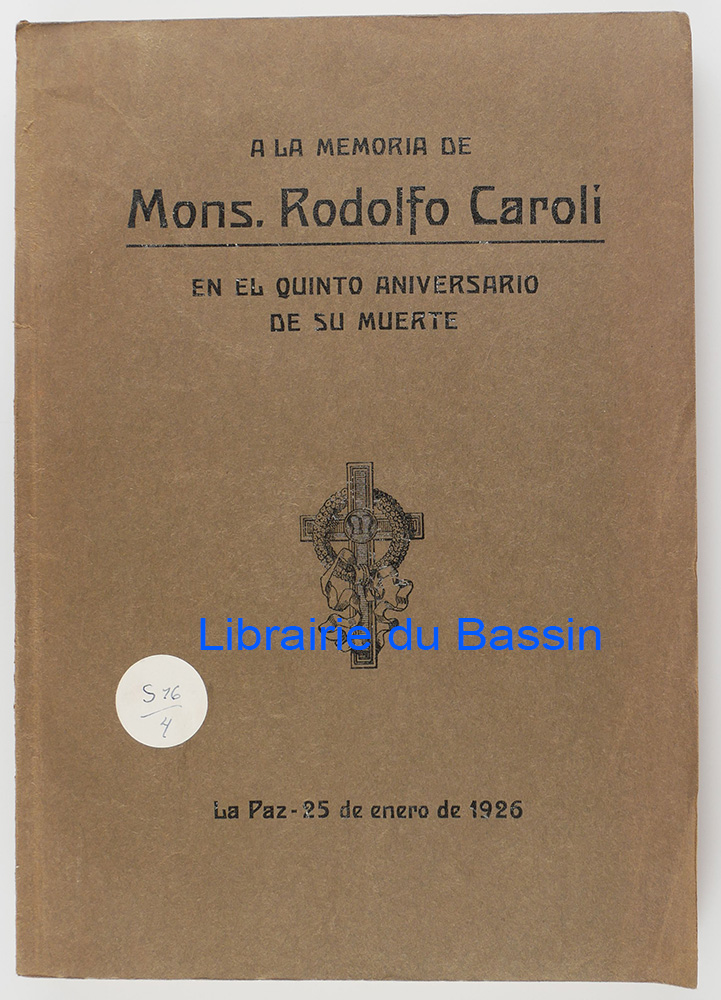 A LA MEMORIA DE
Mons. Rodolfo Caroli
EN EL QUINTO ANIVERSARIO
DE SU MUERTE
Librairie du Bassin
S 16
4
La Paz - 25 de enero de 1926